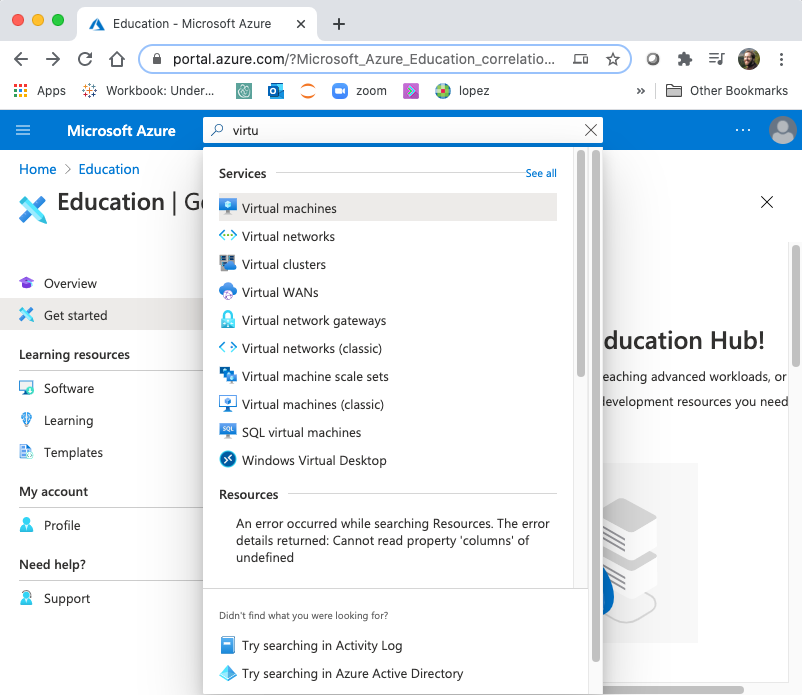 Education - Microsoft Azure
portal.azure.com/?Microsoft_Azure_Education_correlatio...
Apps
Workbook: Under...
zoom
lopez
»
Other Bookmarks
Microsoft Azure
virtu
Home > Education
Education | Ge
Overview
Get started
Learning resources
Software
Learning
Templates
My account
Profile
Need help?
Support
Services
See all
Virtual machines
Virtual networks
Virtual clusters
Virtual WANs
Virtual network gateways
Virtual networks (classic)
Virtual machine scale sets
Virtual machines (classic)
SQL virtual machines
Windows Virtual Desktop
Resources
An error occurred while searching Resources. The error
details returned: Cannot read property 'columns' of
undefined
Didn't find what you were looking for?
Try searching in Activity Log
Try searching in Azure Active Directory
ducation Hub!
eaching advanced workloads, or
development resources you need